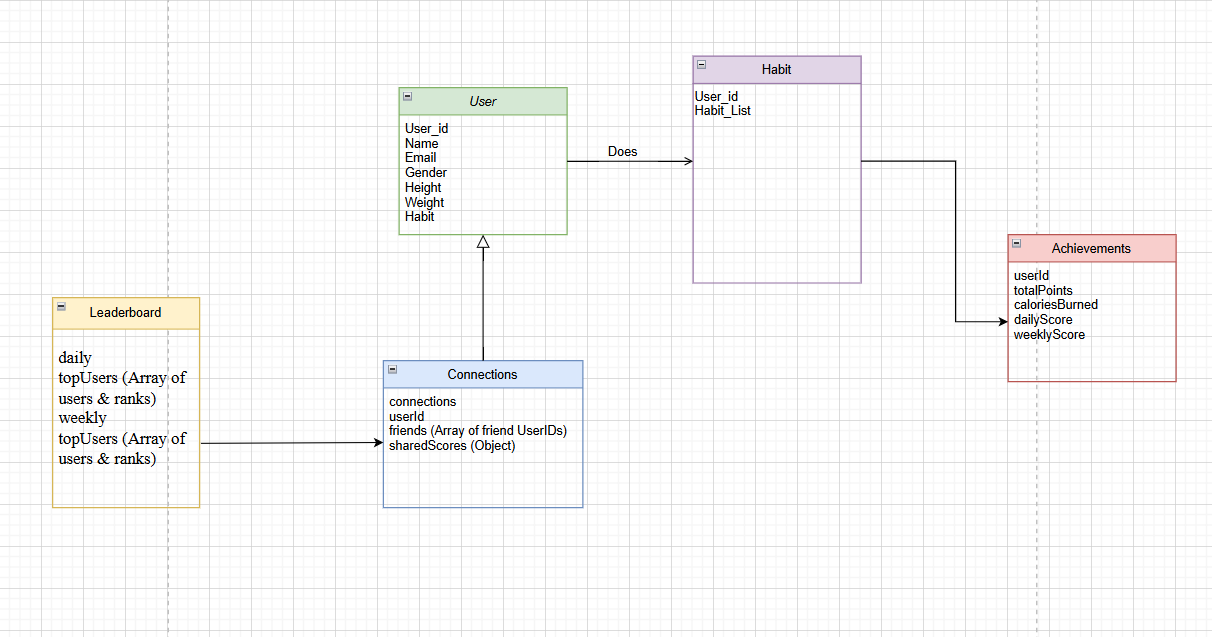 Habit
User_id
Habit_List
User
User_id
Name
Email
Gender
Height
Weight
Habit
Does
Achievements
userId
totalPoints
caloriesBurned
dailyScore
weeklyScore
Leaderboard
daily
topUsers (Array of
users & ranks)
weekly
topUsers (Array of
users & ranks)
Connections
connections
userId
friends (Array of friend UserIDs)
sharedScores (Object)